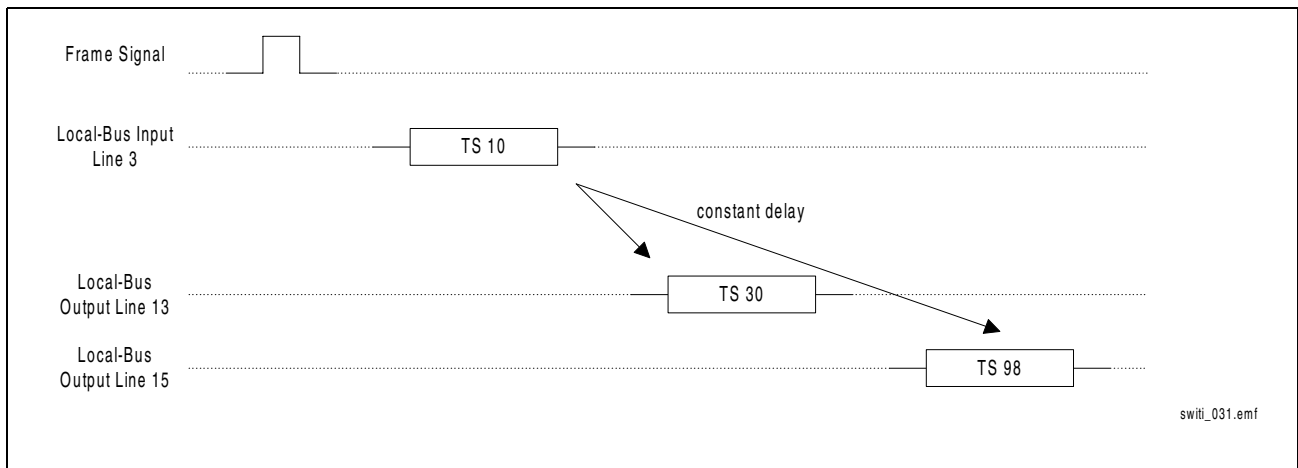 Frame Signal
Local-Bus Input
Line 3
TS 10
constant delay
Local-Bus
Output Line 13
TS 30
Local-Bus
Output Line 15
TS 98
switi_031.emf